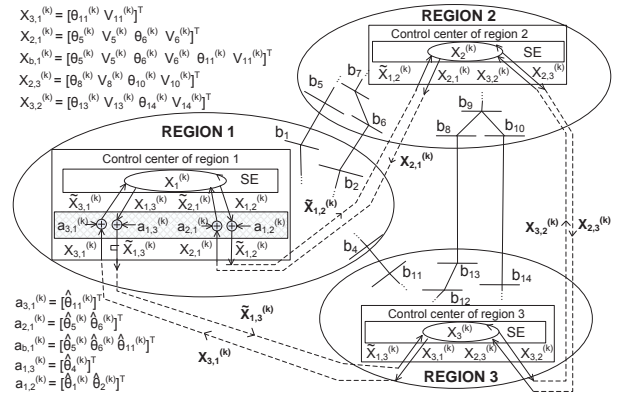 X3,1(k) = [θ11(k) V11(k)]T
X2,1(k) = [θ5(k) V5(k) θ6(k) V6(k)]T
Xb,1(k) = [θ5(k) V5(k) θ6(k) V6(k) θ11(k) V11(k)]T
X2,3(k) = [θ8(k) V8(k) θ10(k) V10(k)]T
X3,2(k) = [θ13(k) V13(k) θ14(k) V14(k)]T
REGION 2
Control center of region 2
X2(k) SE
X̃1,2(k) X2,1(k) X3,2(k) X2,3(k)
b7
b5
b6
b1
b2
b9
b8 b10
REGION 1
Control center of region 1
X1(k) SE
X̃3,1(k) X1,3(k) X̃2,1(k) X1,2(k)
a3,1(k) a1,3(k) a2,1(k) a1,2(k)
X3,1(k) X̃1,3(k) X2,1(k) X̃1,2(k)
X2,1(k)
X̃1,2(k)
X3,2(k) X2,3(k)
b4
b11
b13 b14
b12
X̃1,3(k)
X3,1(k)
Control center of region 3
X3(k) SE
X̃1,3(k) X3,1(k) X2,3(k) X3,2(k)
REGION 3
a3,1(k) = [θ̂11(k)]T
a2,1(k) = [θ̂5(k) θ̂6(k)]T
ab,1(k) = [θ̂5(k) θ̂6(k) θ̂11(k)]T
a1,3(k) = [θ̂4(k)]T
a1,2(k) = [θ̂1(k) θ̂2(k)]T